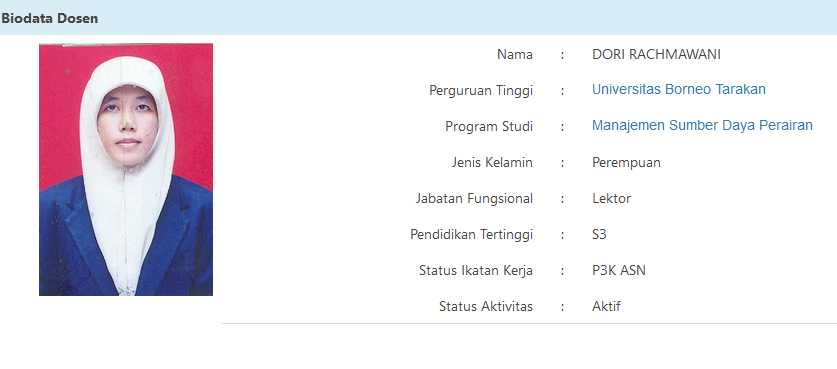 Biodata Dosen
Nama : DORI RACHMAWANI
Perguruan Tinggi : Universitas Borneo Tarakan
Program Studi : Manajemen Sumber Daya Perairan
Jenis Kelamin : Perempuan
Jabatan Fungsional : Lektor
Pendidikan Tertinggi : S3
Status Ikatan Kerja : P3K ASN
Status Aktivitas : Aktif